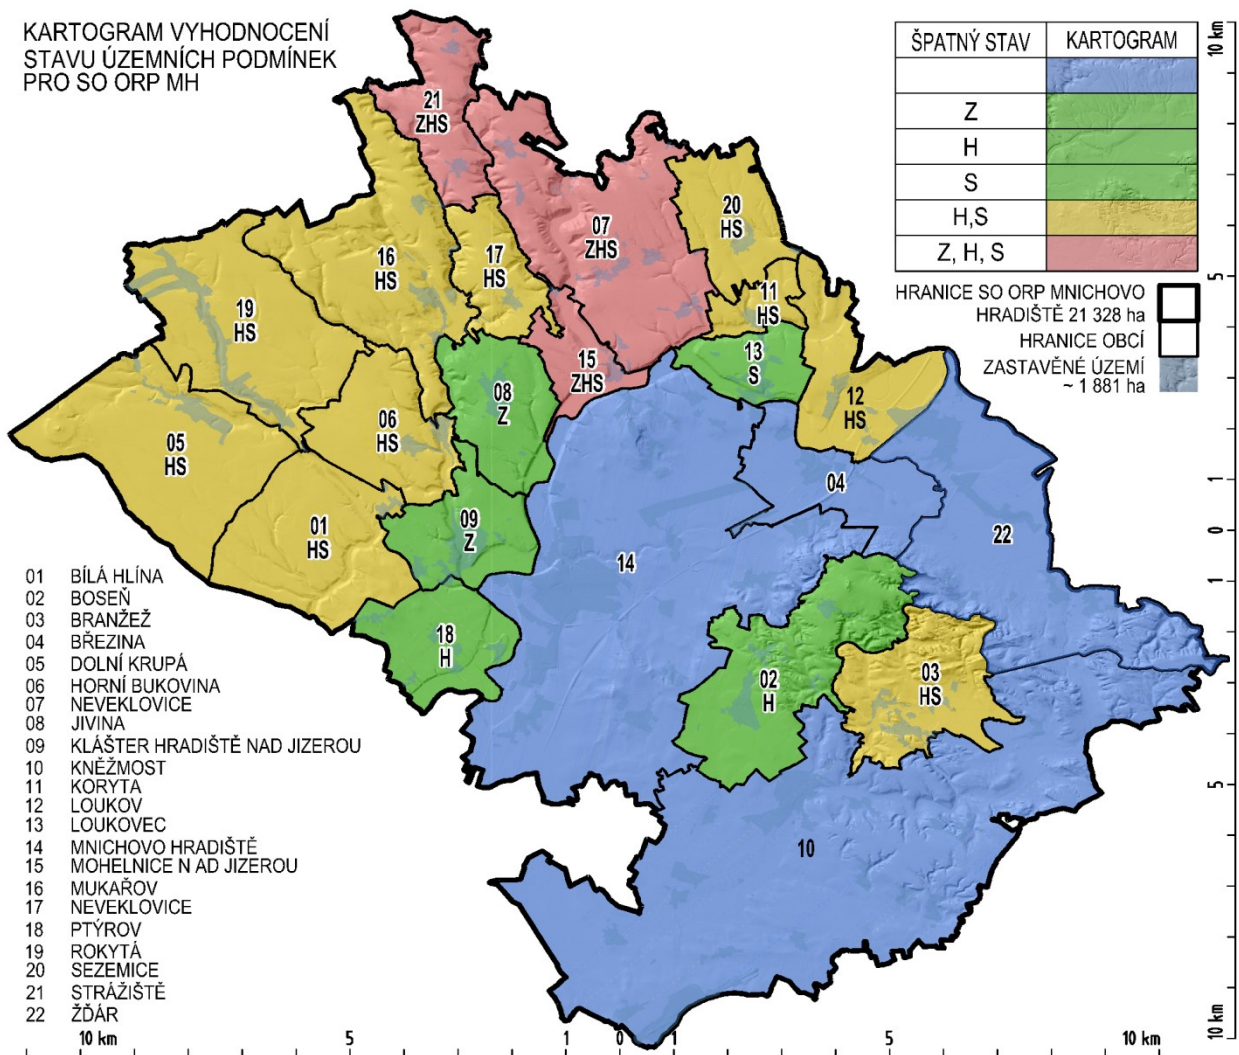 KARTOGRAM VYHODNOCENÍ
STAVU ÚZEMNÍCH PODMÍNEK
PRO SO ORP MH
ŠPATNÝ STAV KARTOGRAM
Z
H
S
H,S
Z, H, S
HRANICE SO ORP MNICHOVO
HRADIŠTĚ 21 328 ha
HRANICE OBCÍ
ZASTAVĚNÉ ÚZEMÍ
~ 1 881 ha
10 km
5
1
0
1
5
10 km
21
ZHS
07
ZHS
20
HS
16
HS
17
HS
19
HS
11
HS
13
S
15
ZHS
12
HS
08
Z
06
HS
05
HS
04
09
Z
01
HS
22
14
18
H
02
H
03
HS
10
01 BÍLÁ HLÍNA
02 BOSEŇ
03 BRANŽEŽ
04 BŘEZINA
05 DOLNÍ KRUPÁ
06 HORNÍ BUKOVINA
07 NEVEKLOVICE
08 JIVINA
09 KLÁŠTER HRADIŠTĚ NAD JIZEROU
10 KNĚŽMOST
11 KORYTA
12 LOUKOV
13 LOUKOVEC
14 MNICHOVO HRADIŠTĚ
15 MOHELNICE N AD JIZEROU
16 MUKAŘOV
17 NEVEKLOVICE
18 PTÝROV
19 ROKYTÁ
20 SEZEMICE
21 STRÁŽIŠTĚ
22 ŽĎÁR
10 km 5 1 0 1 5 10 km